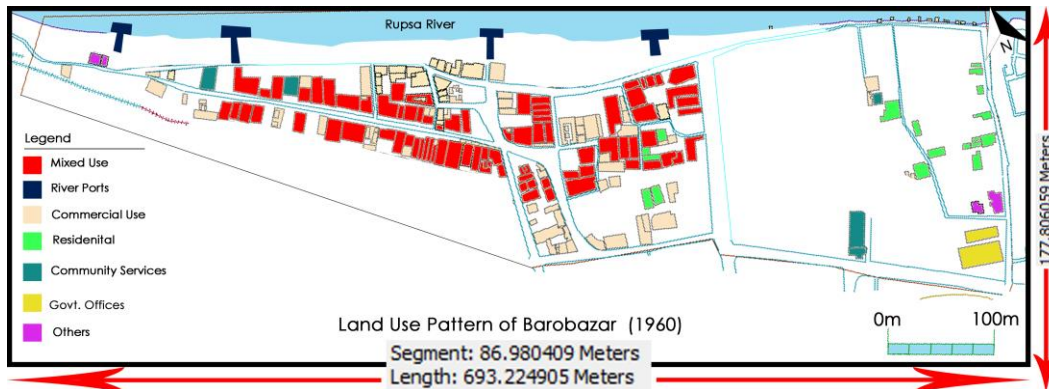 Rupsa River
N
Legend
Mixed Use
River Ports
Commercial Use
Residenital
Community Services
Govt. Offices
Others
Land Use Pattern of Barobazar (1960)
0m 100m
Segment: 86.980409 Meters
Length: 693.224905 Meters
177.806059 Meters